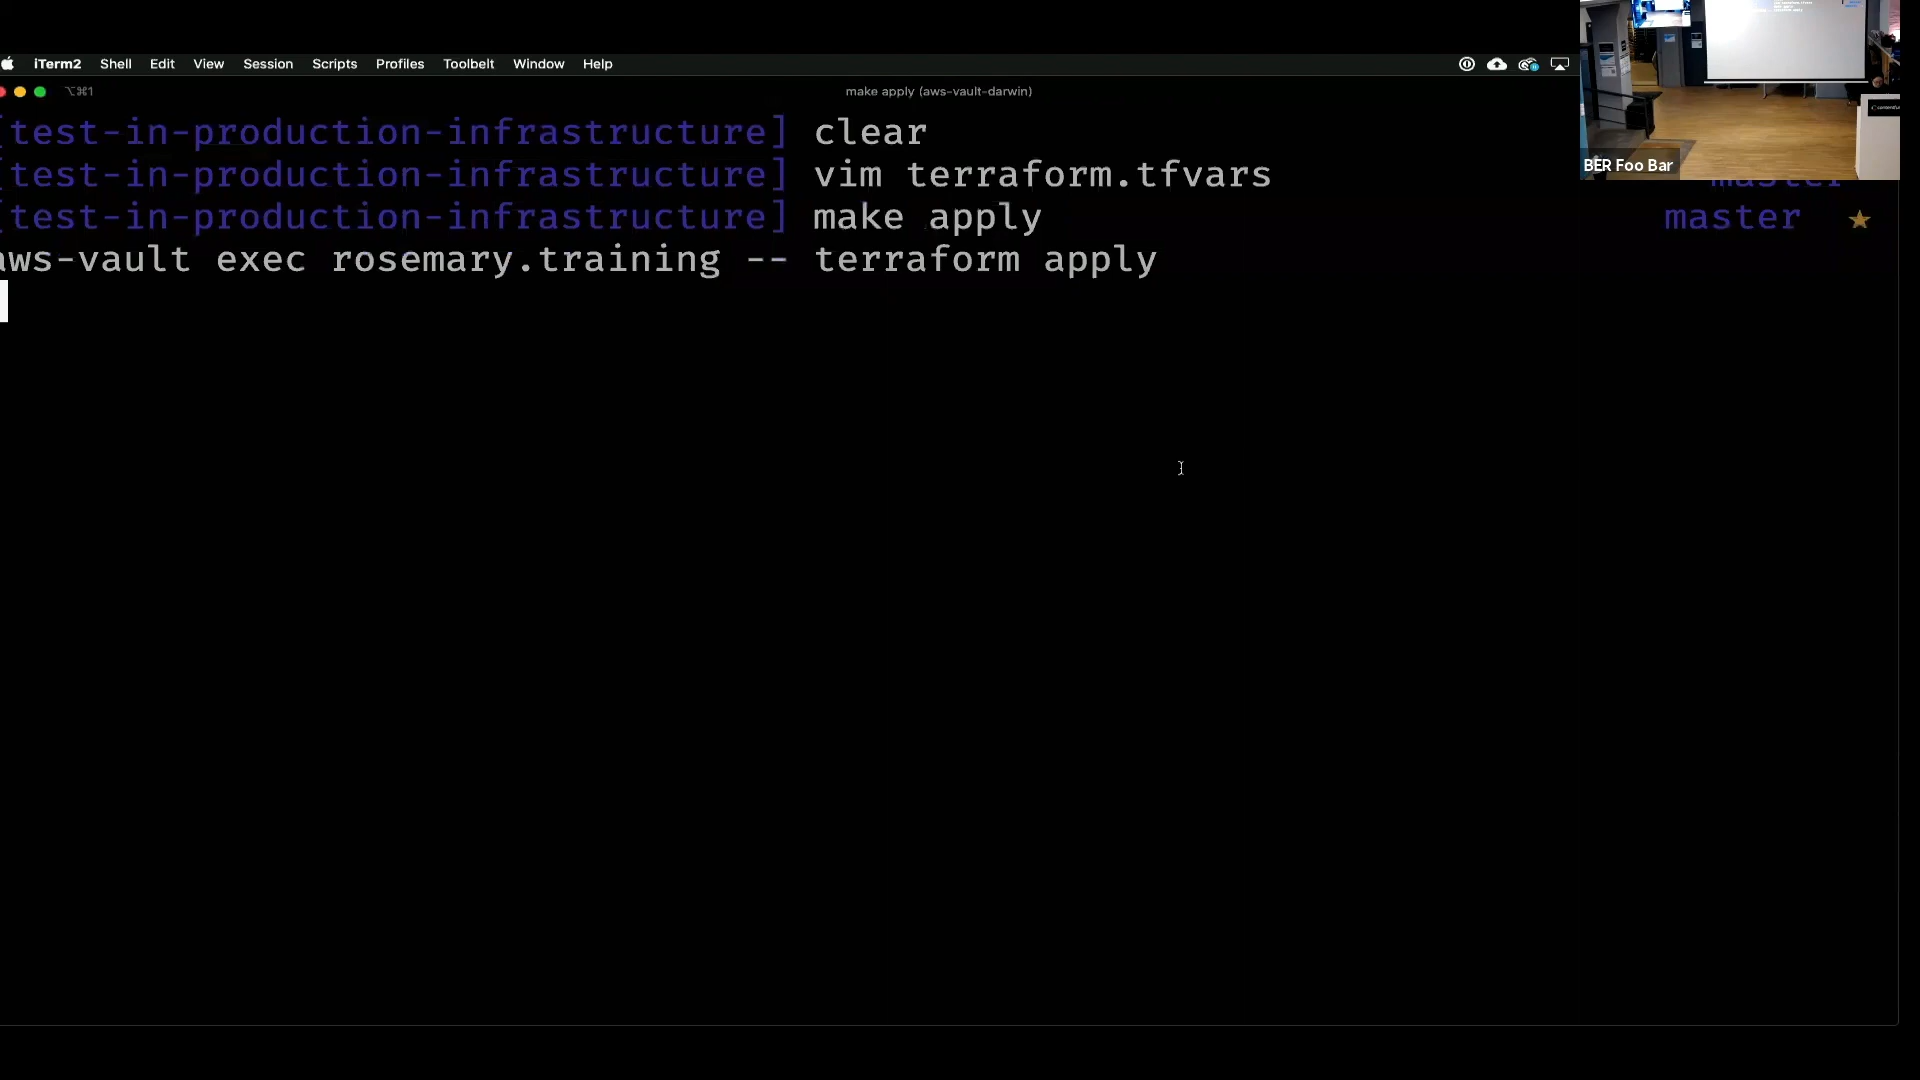 iTerm2 Shell Edit View Session Scripts Profiles Toolbelt Window Help
⌥⌘1 make apply (aws-vault-darwin)
[test-in-production-infrastructure] clear
[test-in-production-infrastructure] vim terraform.tfvars master
[test-in-production-infrastructure] make apply master ★
aws-vault exec rosemary.training -- terraform apply
BER Foo Bar